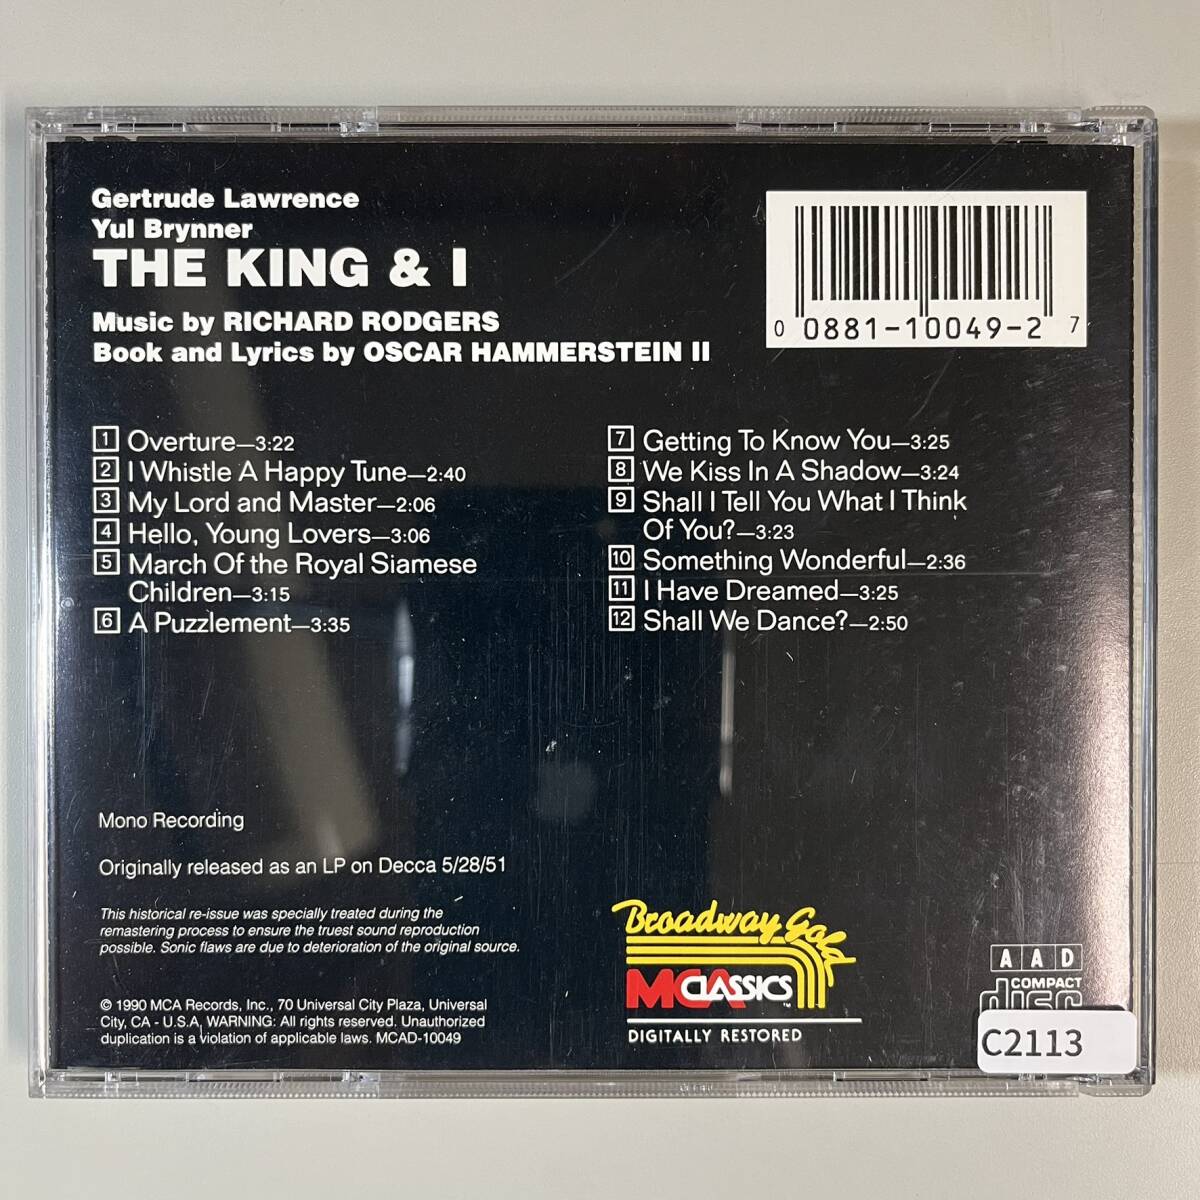 Gertrude Lawrence
Yul Brynner
THE KING & I
Music by RICHARD RODGERS
Book and Lyrics by OSCAR HAMMERSTEIN II
0 0881-10049-2 7
1 Overture—3:22
2 I Whistle A Happy Tune—2:40
3 My Lord and Master—2:06
4 Hello, Young Lovers—3:06
5 March Of the Royal Siamese
Children—3:15
6 A Puzzlement—3:35
7 Getting To Know You—3:25
8 We Kiss In A Shadow—3:24
9 Shall I Tell You What I Think
Of You?—3:23
10 Something Wonderful—2:36
11 I Have Dreamed—3:25
12 Shall We Dance?—2:50
Mono Recording
Originally released as an LP on Decca 5/28/51
This historical re-issue was specially treated during the
remastering process to ensure the truest sound reproduction
possible. Sonic flaws are due to deterioration of the original source.
© 1990 MCA Records, Inc., 70 Universal City Plaza, Universal
City, CA - U.S.A. WARNING: All rights reserved. Unauthorized
duplication is a violation of applicable laws. MCAD-10049
Broadway Gold
MCA CLASSICS™
DIGITALLY RESTORED
A A D
COMPACT
disc
C2113